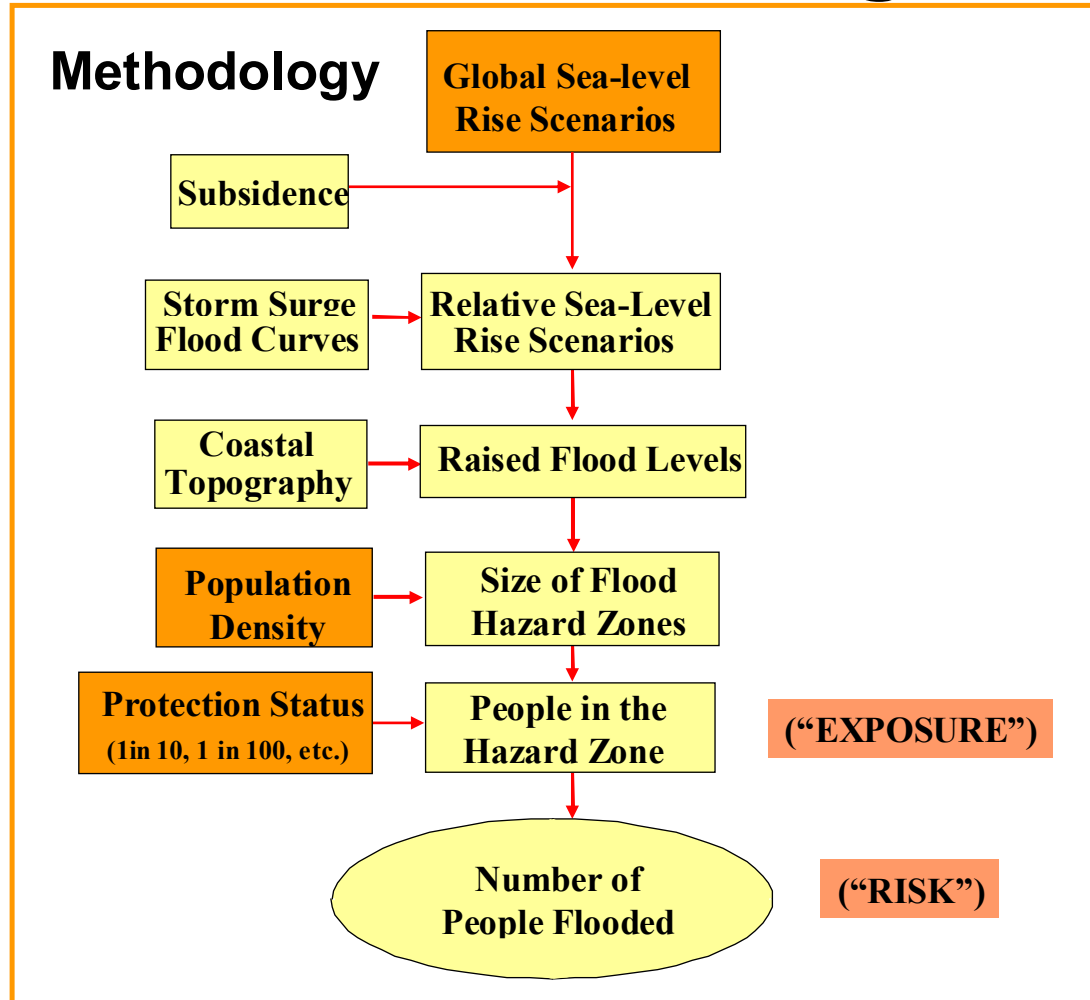 Methodology
Global Sea-level
Rise Scenarios
Subsidence
Storm Surge
Flood Curves
Relative Sea-Level
Rise Scenarios
Coastal
Topography
Raised Flood Levels
Population
Density
Size of Flood
Hazard Zones
Protection Status
(1in 10, 1 in 100, etc.)
People in the
Hazard Zone
(“EXPOSURE”)
Number of
People Flooded
(“RISK”)